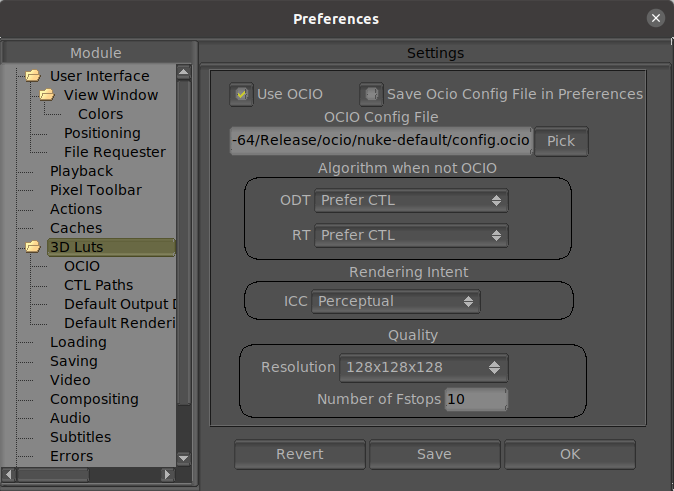 Preferences
Module
User Interface
View Window
Colors
Positioning
File Requester
Playback
Pixel Toolbar
Actions
Caches
3D Luts
OCIO
CTL Paths
Default Output
Default Renderi
Loading
Saving
Video
Compositing
Audio
Subtitles
Errors
Settings
Use OCIO Save Ocio Config File in Preferences
OCIO Config File
-64/Release/ocio/nuke-default/config.ocio Pick
Algorithm when not OCIO
ODT Prefer CTL
RT Prefer CTL
Rendering Intent
ICC Perceptual
Quality
Resolution 128x128x128
Number of Fstops 10
Revert Save OK